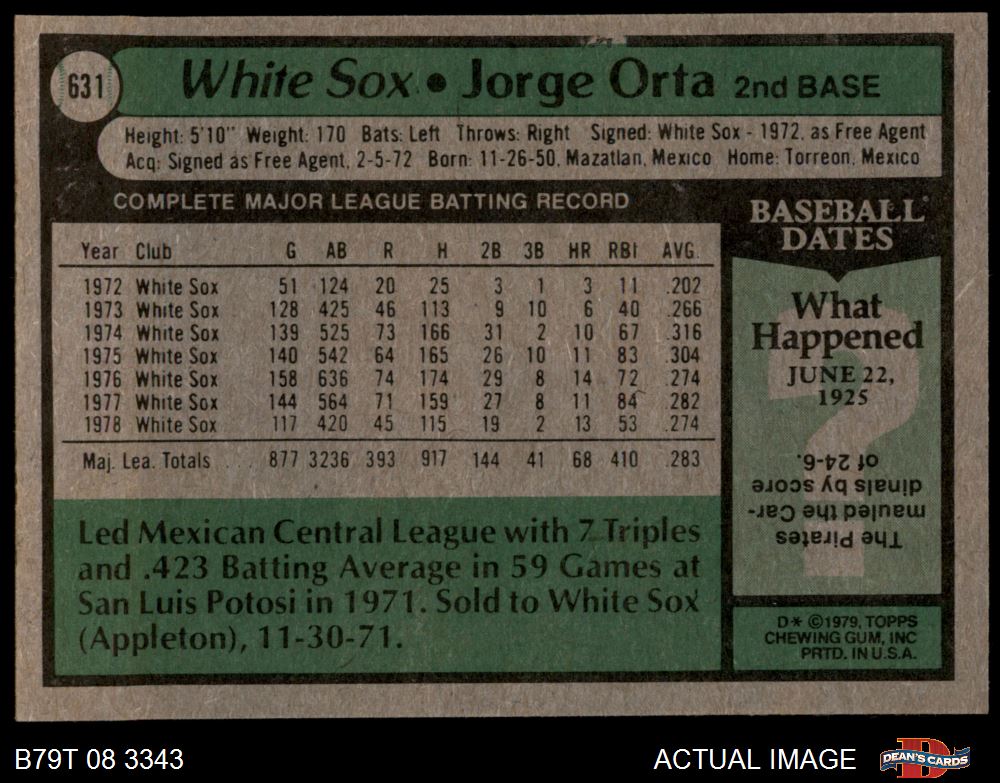 631
White Sox • Jorge Orta 2nd BASE
Height: 5'10" Weight: 170 Bats: Left Throws: Right Signed: White Sox - 1972, as Free Agent
Acq: Signed as Free Agent, 2-5-72 Born: 11-26-50, Mazatlan, Mexico Home: Torreon, Mexico
COMPLETE MAJOR LEAGUE BATTING RECORD
Year Club G AB R H 2B 3B HR RBI AVG.
1972 White Sox 51 124 20 25 3 1 3 11 .202
1973 White Sox 128 425 46 113 9 10 6 40 .266
1974 White Sox 139 525 73 166 31 2 10 67 .316
1975 White Sox 140 542 64 165 26 10 11 83 .304
1976 White Sox 158 636 74 174 29 8 14 72 .274
1977 White Sox 144 564 71 159 27 8 11 84 .282
1978 White Sox 117 420 45 115 19 2 13 53 .274
Maj. Lea. Totals ... 877 3236 393 917 144 41 68 410 .283
Led Mexican Central League with 7 Triples
and .423 Batting Average in 59 Games at
San Luis Potosi in 1971. Sold to White Sox
(Appleton), 11-30-71.
BASEBALL
DATES
What
Happened
JUNE 22,
1925
?
The Pirates
mauled the Car-
dinals by score
of 24-6.
D* ©1979, TOPPS
CHEWING GUM, INC
PRTD. IN U.S.A.
B79T 08 3343
ACTUAL IMAGE
D
DEAN'S CARDS